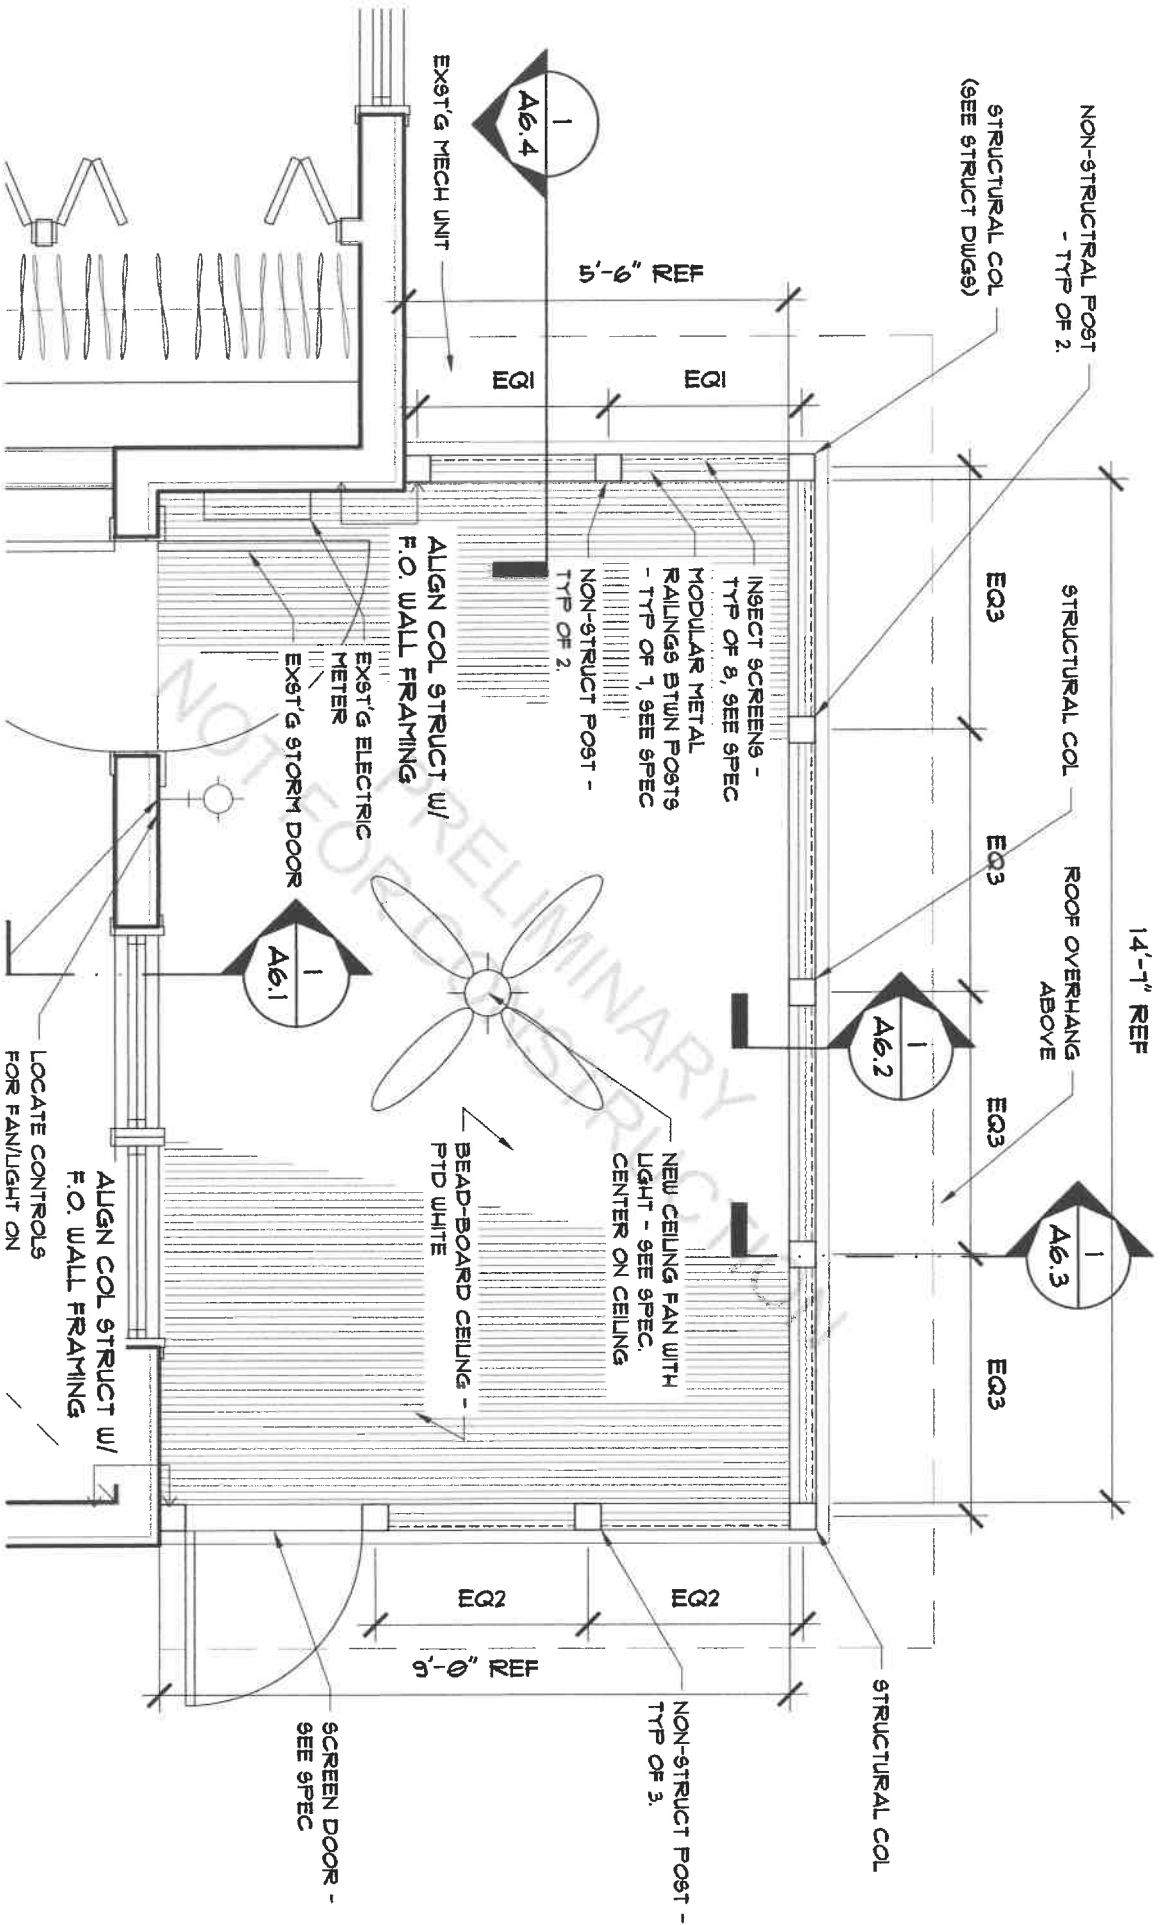 14'-7" REF
NON-STRUCTRAL POST
- TYP OF 2.
STRUCTURAL COL
(SEE STRUCT DWGS)
STRUCTURAL COL
ROOF OVERHANG
ABOVE
STRUCTURAL COL
EQ3
EQ3
EQ3
EQ3
1
A6.3
1
A6.2
5'-6" REF
EQ1
EQ1
1
A6.4
EXST'G MECH UNIT
INSECT SCREENS -
TYP OF 8, SEE SPEC
MODULAR METAL
RAILINGS BTWN POSTS
- TYP OF 7, SEE SPEC
NON-STRUCT POST -
TYP OF 2.
ALIGN COL STRUCT W/
F.O. WALL FRAMING
EXST'G ELECTRIC
METER
EXST'G STORM DOOR
1
A6.1
NEW CEILING FAN WITH
LIGHT - SEE SPEC.
CENTER ON CEILING
BEAD-BOARD CEILING -
PTD WHITE
EQ2
EQ2
9'-0" REF
NON-STRUCT POST -
TYP OF 3.
SCREEN DOOR -
SEE SPEC
ALIGN COL STRUCT W/
F.O. WALL FRAMING
LOCATE CONTROLS
FOR FAN/LIGHT ON
PRELIMINARY
NOT FOR CONSTRUCTION